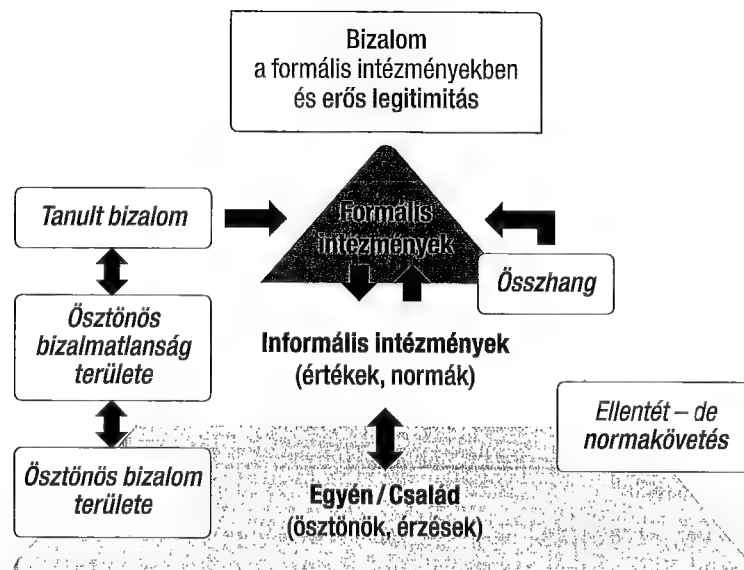 Bizalom
a formális intézményekben
és erős legitimitás
Tanult bizalom
Formális
intézmények
Összhang
Ösztönös
bizalmatlanság
területe
Informális intézmények
(értékek, normák)
Ellentét – de
normakövetés
Ösztönös bizalom
területe
Egyén / Család
(ösztönök, érzések)